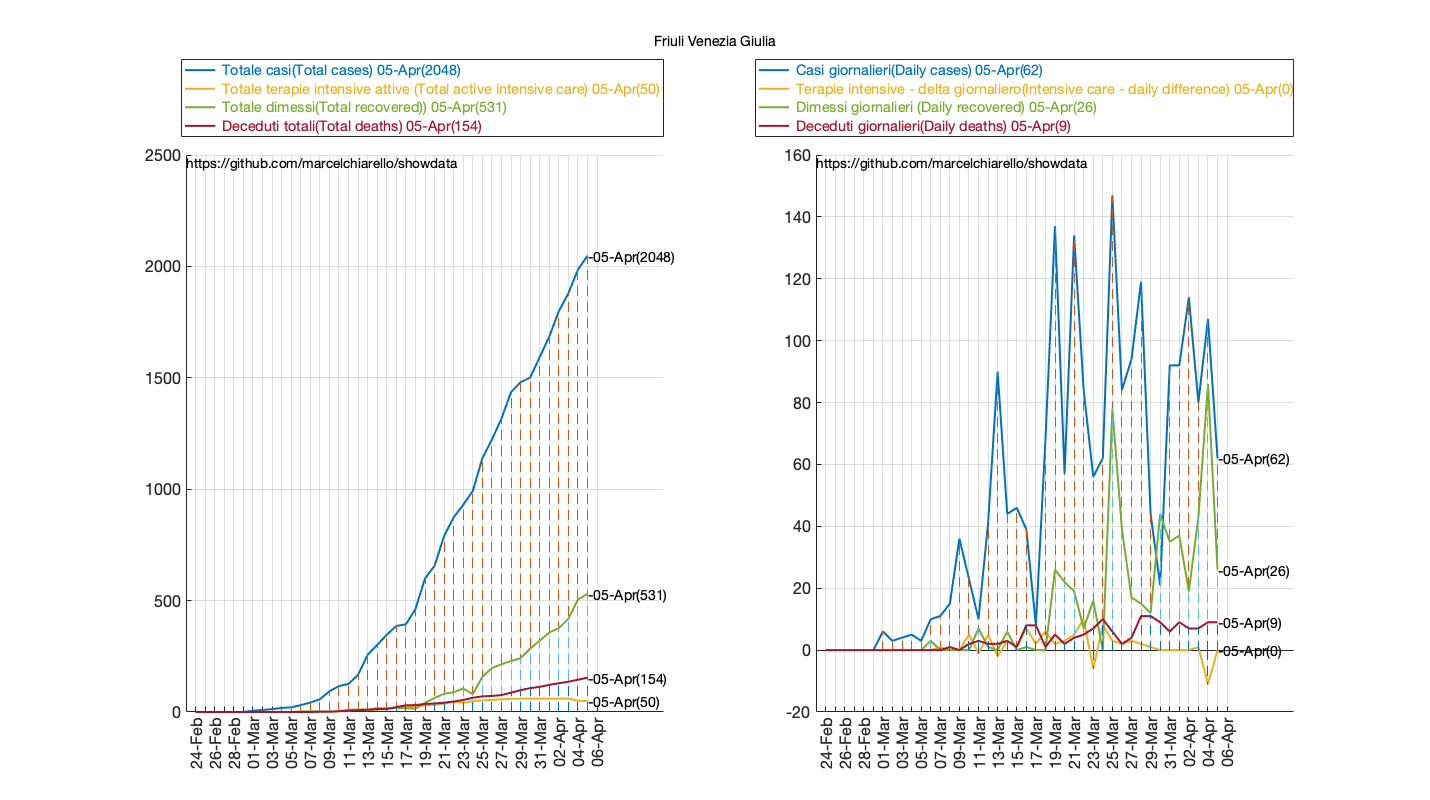 Friuli Venezia Giulia
Totale casi(Total cases) 05-Apr(2048)
Totale terapie intensive attive (Total active intensive care) 05-Apr(50)
Totale dimessi(Total recovered)) 05-Apr(531)
Deceduti totali(Total deaths) 05-Apr(154)
https://github.com/marcelchiarello/showdata
2500
2000
1500
1000
500
0
-05-Apr(2048)
-05-Apr(531)
-05-Apr(154)
-05-Apr(50)
24-Feb
26-Feb
28-Feb
01-Mar
03-Mar
05-Mar
07-Mar
09-Mar
11-Mar
13-Mar
15-Mar
17-Mar
19-Mar
21-Mar
23-Mar
25-Mar
27-Mar
29-Mar
31-Mar
02-Apr
04-Apr
06-Apr
Casi giornalieri(Daily cases) 05-Apr(62)
Terapie intensive - delta giornaliero(Intensive care - daily difference) 05-Apr(0)
Dimessi giornalieri (Daily recovered) 05-Apr(26)
Deceduti giornalieri(Daily deaths) 05-Apr(9)
https://github.com/marcelchiarello/showdata
160
140
120
100
80
60
40
20
0
-20
-05-Apr(62)
-05-Apr(26)
-05-Apr(9)
-05-Apr(0)
24-Feb
26-Feb
28-Feb
01-Mar
03-Mar
05-Mar
07-Mar
09-Mar
11-Mar
13-Mar
15-Mar
17-Mar
19-Mar
21-Mar
23-Mar
25-Mar
27-Mar
29-Mar
31-Mar
02-Apr
04-Apr
06-Apr